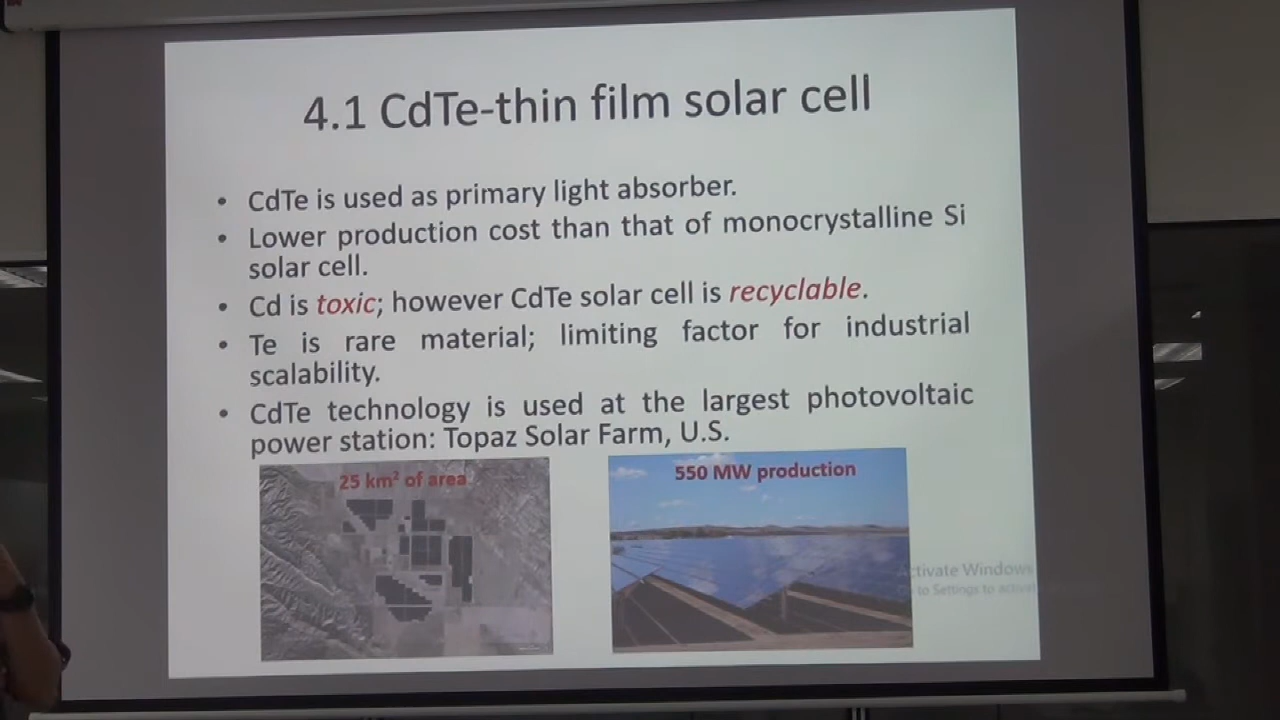 4.1 CdTe-thin film solar cell
• CdTe is used as primary light absorber.
• Lower production cost than that of monocrystalline Si
solar cell.
• Cd is toxic; however CdTe solar cell is recyclable.
• Te is rare material; limiting factor for industrial
scalability.
• CdTe technology is used at the largest photovoltaic
power station: Topaz Solar Farm, U.S.
25 km² of area
550 MW production
Activate Windows
to Settings to